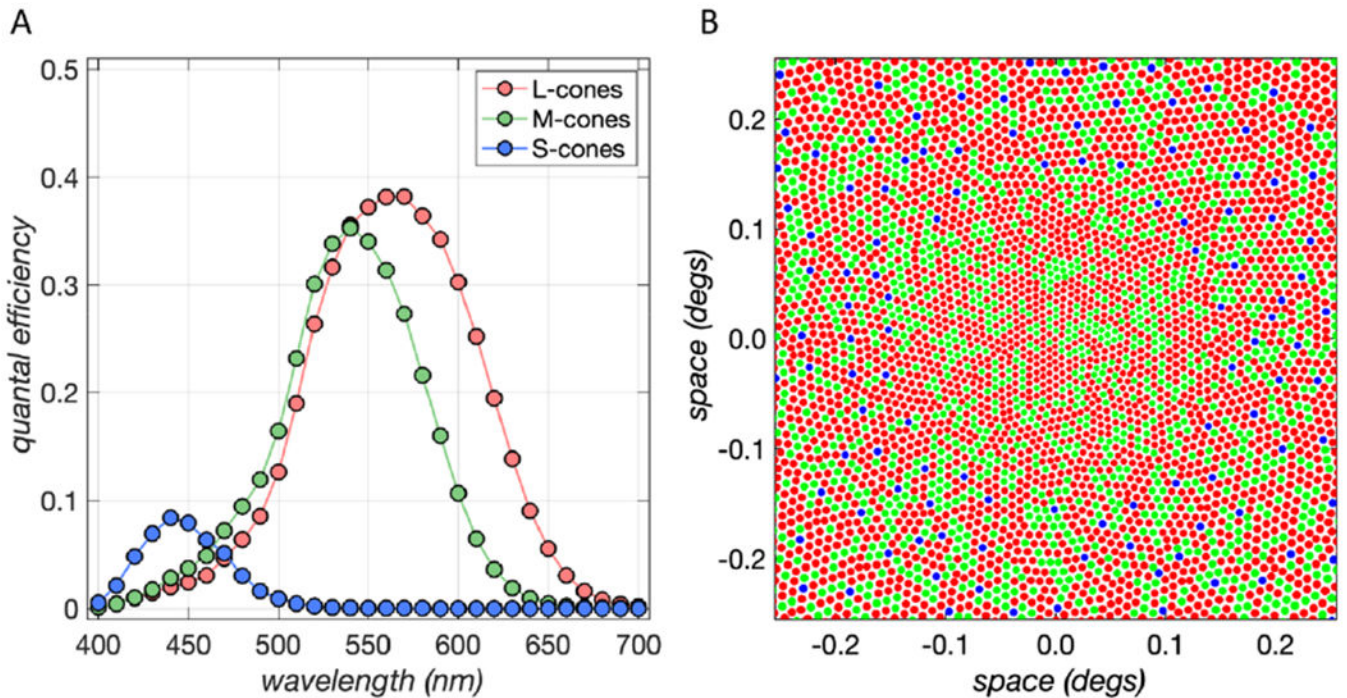 A
quantal efficiency
0.5
0.4
0.3
0.2
0.1
0
400 450 500 550 600 650 700
wavelength (nm)
L-cones
M-cones
S-cones
B
space (degs)
0.2
0.1
0.0
-0.1
-0.2
-0.2 -0.1 0.0 0.1 0.2
space (degs)